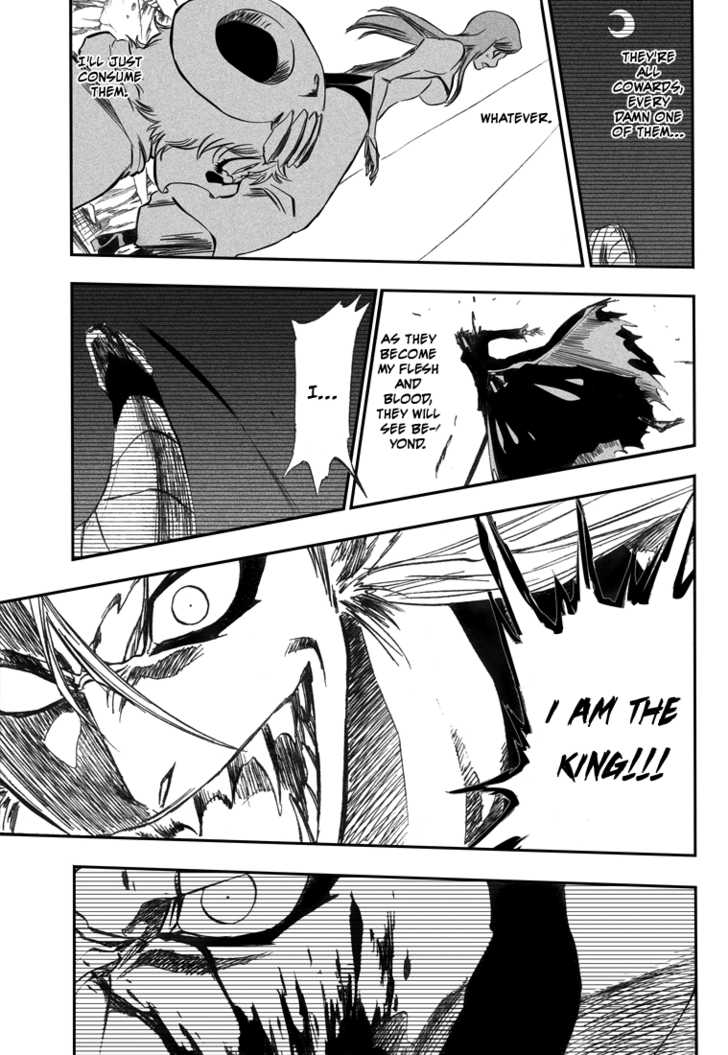 THEY'RE
ALL
COWARDS,
EVERY
DAMN ONE
OF THEM...
WHATEVER.
I'LL JUST
CONSUME
THEM.
AS THEY
BECOME
MY FLESH
AND
BLOOD,
THEY WILL
SEE BE-
YOND.
I...
I AM THE
KING!!!